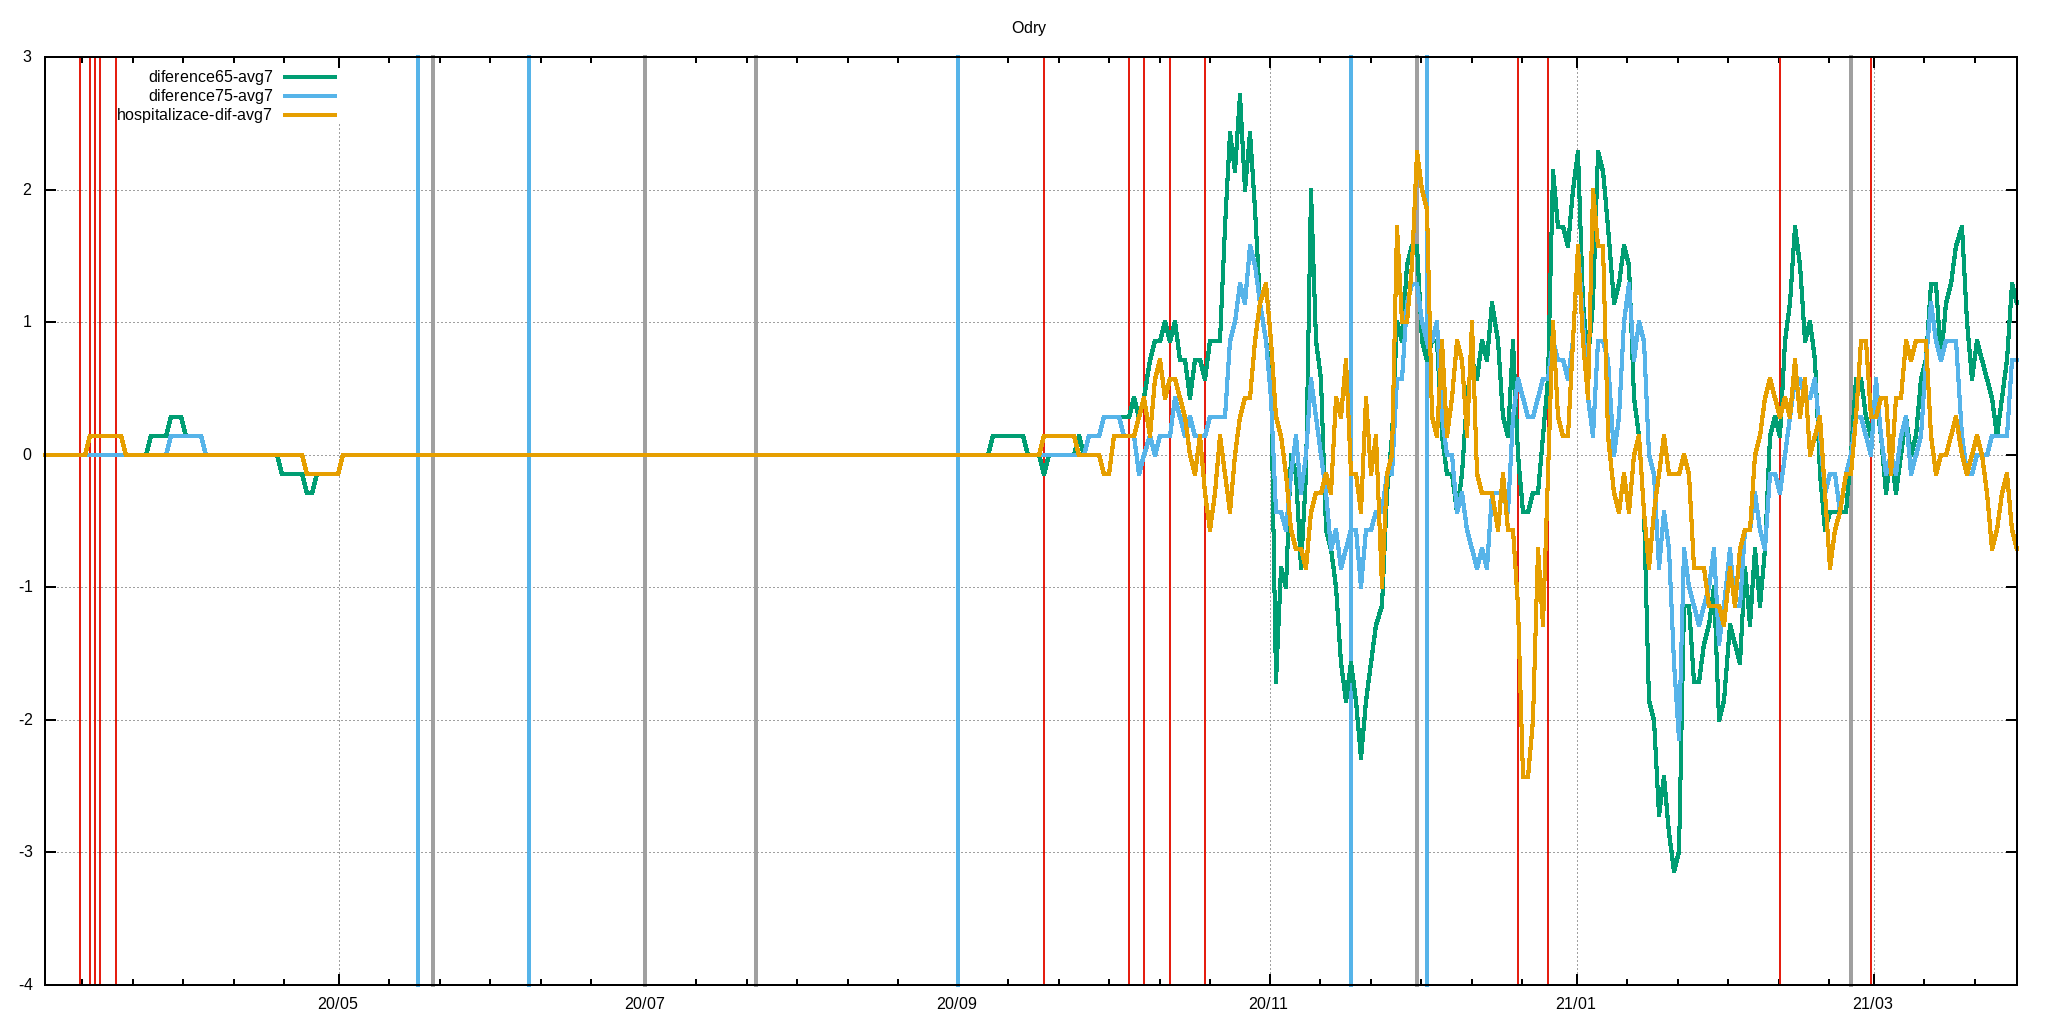 Odry
diference65-avg7
diference75-avg7
hospitalizace-dif-avg7
3
2
1
0
-1
-2
-3
-4
20/05 20/07 20/09 20/11 21/01 21/03